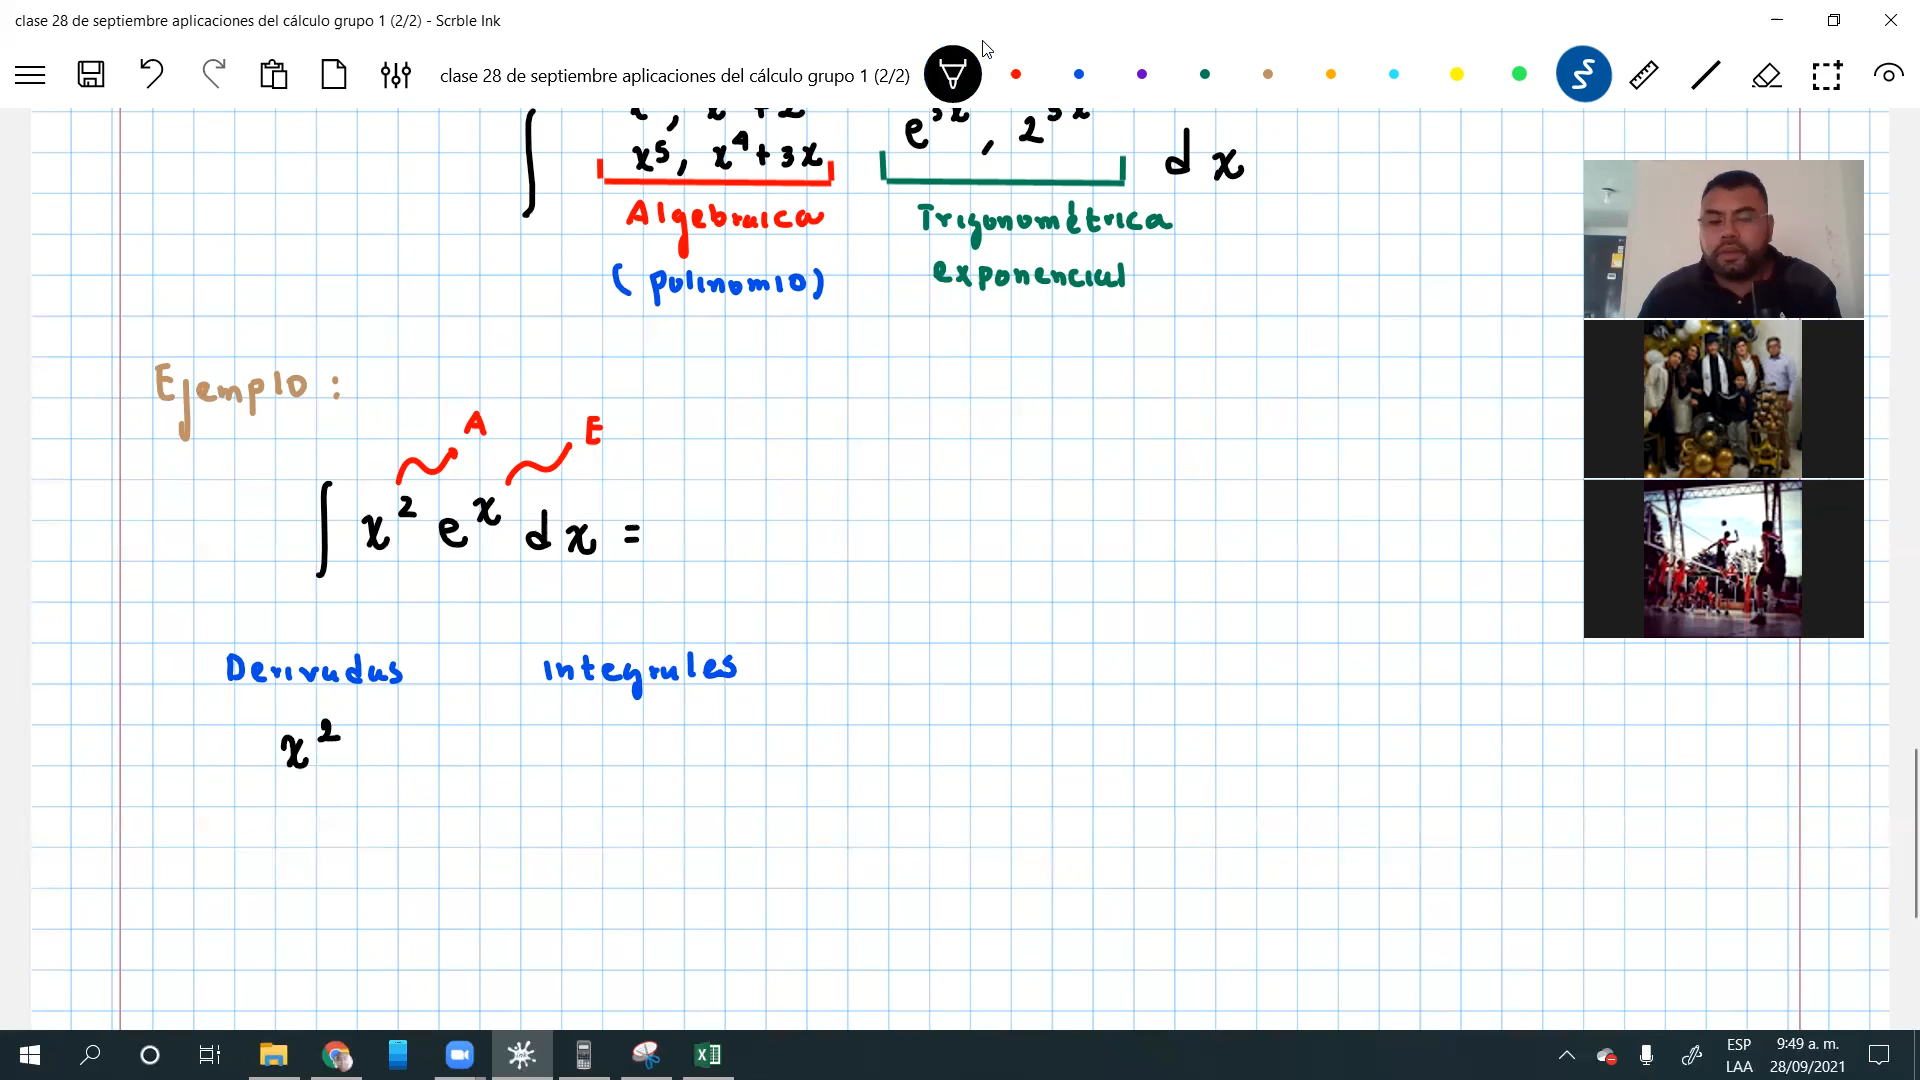 clase 28 de septiembre aplicaciones del cálculo grupo 1 (2/2) - Scrble Ink
clase 28 de septiembre aplicaciones del cálculo grupo 1 (2/2)
∫ x⁵, x⁴ + 3x e³ˣ, 2³ˣ dx
Algebraica Trigonométrica
(polinomio) exponencial
Ejemplo:
A E
∫ x² eˣ dx =
Derivadas Integrales
x²
ESP 9:49 a. m.
LAA 28/09/2021